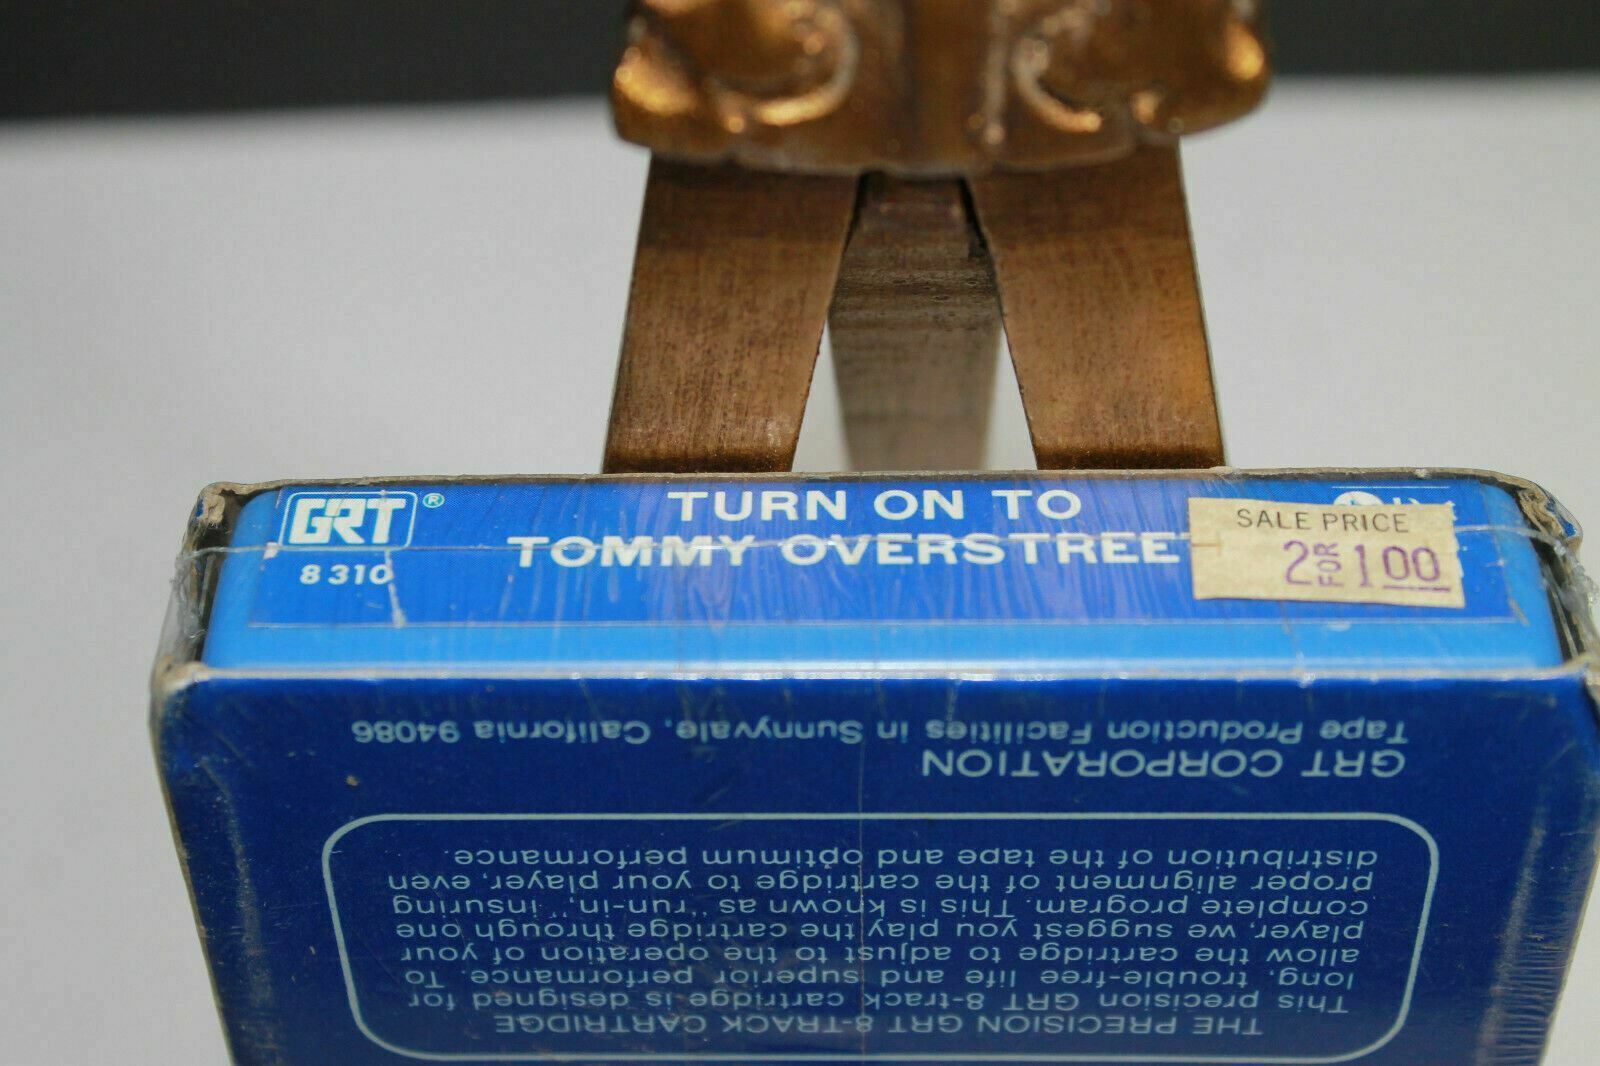 GRT®
8310
TURN ON TO
TOMMY OVERSTREE
SALE PRICE
2 FOR 1.00
THE PRECISION GRT 8-TRACK CARTRIDGE
This precision GRT 8-track cartridge is designed for
long, trouble-free life and superior performance. To
allow the cartridge to adjust to the operation of your
player, we suggest you play the cartridge through one
complete program. This is known as "run-in", insuring,
proper alignment of the cartridge to your player, even
distribution of the tape and optimum performance.
GRT CORPORATION
Tape Production Facilities in Sunnyvale, California 94086